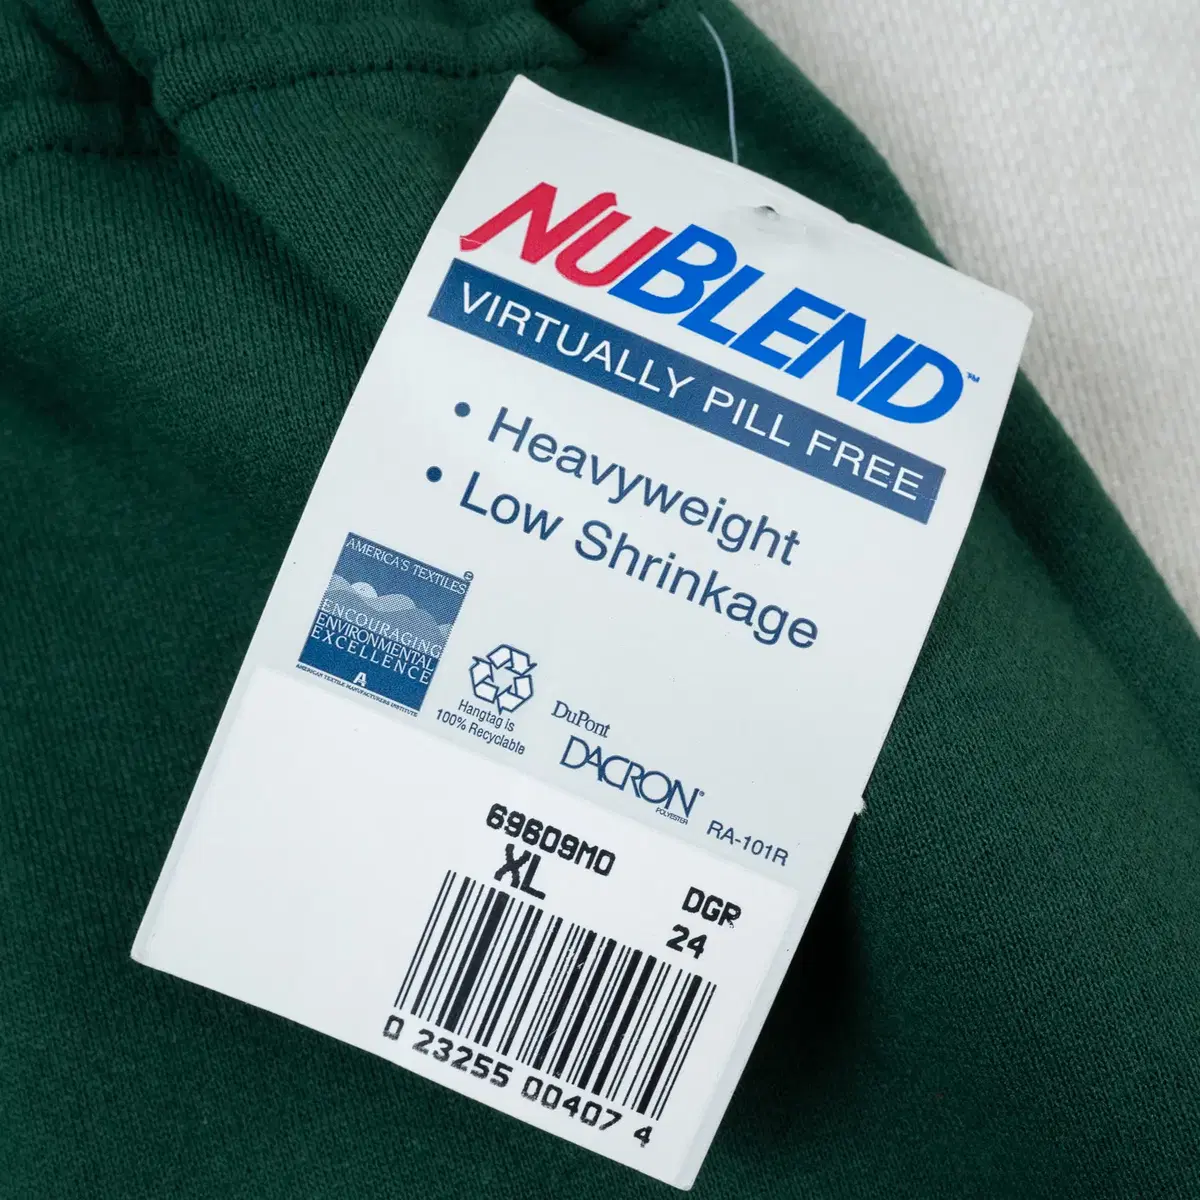 NUBLEND™
VIRTUALLY PILL FREE
• Heavyweight
• Low Shrinkage
AMERICA'S TEXTILES®
ENCOURAGING
ENVIRONMENTAL
EXCELLENCE
AMERICAN TEXTILE MANUFACTURERS INSTITUTE
Hangtag is
100% Recyclable
DuPont
DACRON®
POLYESTER
RA-101R
69609MO
XL
DGR
24
0 23255 00407 4